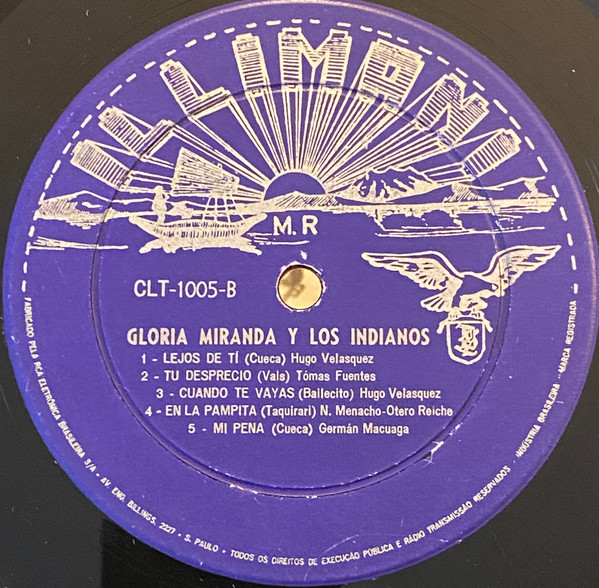 ILLIMANI
M.R
CLT-1005-B
GLORIA MIRANDA Y LOS INDIANOS
1 - LEJOS DE TÍ (Cueca) Hugo Velasquez
2 - TU DESPRECIO (Vals) Tómas Fuentes
3 - CUANDO TE VAYAS (Bailecito) Hugo Velasquez
4 - EN LA PAMPITA (Taquirari) N. Menacho-Otero Reiche
5 - MI PENA (Cueca) Germán Macuaga
FABRICADO PELA RCA ELETRÔNICA BRASILEIRA S/A - AV. ENG. BILLINGS, 2227 - S. PAULO - TODOS OS DIREITOS DE EXECUÇÃO PÚBLICA E RÁDIO TRANSMISSÃO RESERVADOS - INDÚSTRIA BRASILEIRA - MARCA REGISTRADA